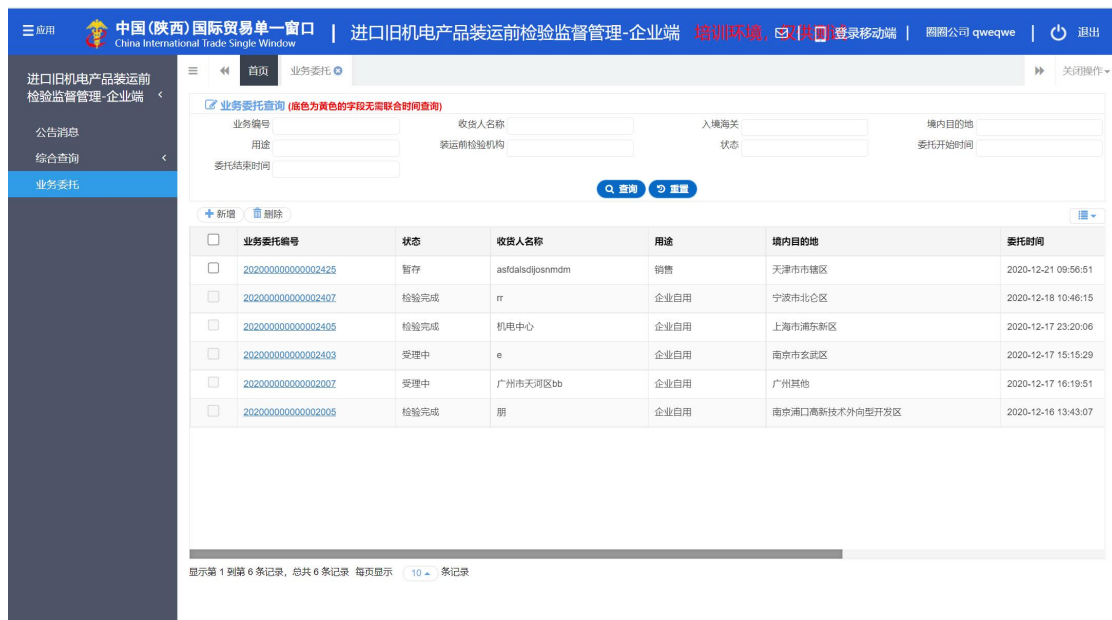 应用 中国(陕西)国际贸易单一窗口 | 进口旧机电产品装运前检验监督管理-企业端 培训环境, 登录移动端 | 圈圈公司 qweqwe | 退出
China International Trade Single Window
进口旧机电产品装运前
检验监督管理-企业端
公告消息
综合查询
业务委托
首页 业务委托 关闭操作
业务委托查询 (底色为黄色的字段无需联合时间查询)
业务编号 收货人名称 入境海关 境内目的地
用途 装运前检验机构 状态 委托开始时间
委托结束时间
查询 重置
新增 删除
业务委托编号 状态 收货人名称 用途 境内目的地 委托时间
202000000000002425 暂存 asfdalsdijosnmdm 销售 天津市市辖区 2020-12-21 09:56:51
202000000000002407 检验完成 rr 企业自用 宁波市北仑区 2020-12-18 10:46:15
202000000000002405 检验完成 机电中心 企业自用 上海市浦东新区 2020-12-17 23:20:06
202000000000002403 受理中 e 企业自用 南京市玄武区 2020-12-17 15:15:29
202000000000002007 受理中 广州市天河区bb 企业自用 广州其他 2020-12-17 16:19:51
202000000000002005 检验完成 朋 企业自用 南京浦口高新技术外向型开发区 2020-12-16 13:43:07
显示第 1 到第 6 条记录, 总共 6 条记录 每页显示 10 条记录